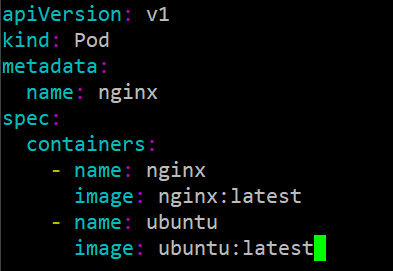 apiVersion: v1
kind: Pod
metadata:
  name: nginx
spec:
  containers:
    - name: nginx
      image: nginx:latest
    - name: ubuntu
      image: ubuntu:latest